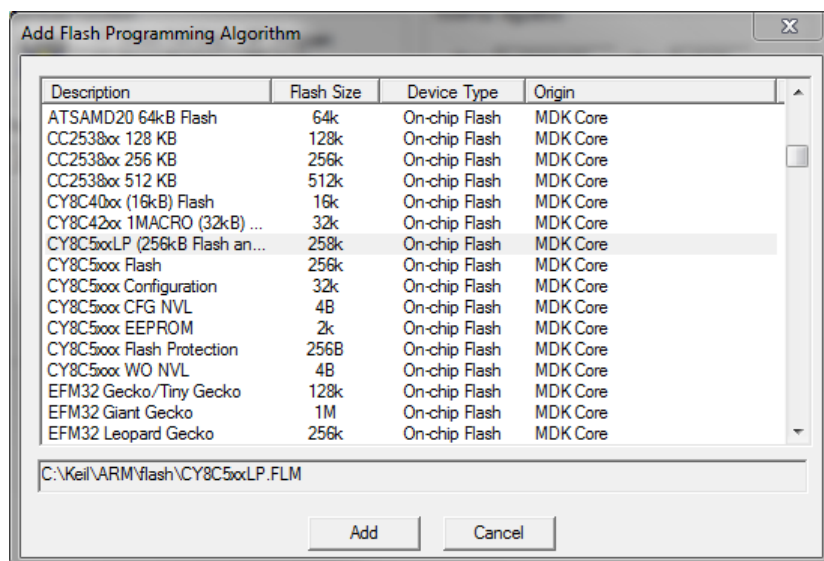 Add Flash Programming Algorithm
Description Flash Size Device Type Origin
ATSAMD20 64kB Flash 64k On-chip Flash MDK Core
CC2538xx 128 KB 128k On-chip Flash MDK Core
CC2538xx 256 KB 256k On-chip Flash MDK Core
CC2538xx 512 KB 512k On-chip Flash MDK Core
CY8C40xx (16kB) Flash 16k On-chip Flash MDK Core
CY8C42xx 1MACRO (32kB) ... 32k On-chip Flash MDK Core
CY8C5xxLP (256kB Flash an... 258k On-chip Flash MDK Core
CY8C5xxx Flash 256k On-chip Flash MDK Core
CY8C5xxx Configuration 32k On-chip Flash MDK Core
CY8C5xxx CFG NVL 4B On-chip Flash MDK Core
CY8C5xxx EEPROM 2k On-chip Flash MDK Core
CY8C5xxx Flash Protection 256B On-chip Flash MDK Core
CY8C5xxx WO NVL 4B On-chip Flash MDK Core
EFM32 Gecko/Tiny Gecko 128k On-chip Flash MDK Core
EFM32 Giant Gecko 1M On-chip Flash MDK Core
EFM32 Leopard Gecko 256k On-chip Flash MDK Core
C:\Keil\ARM\flash\CY8C5xxLP.FLM
Add Cancel